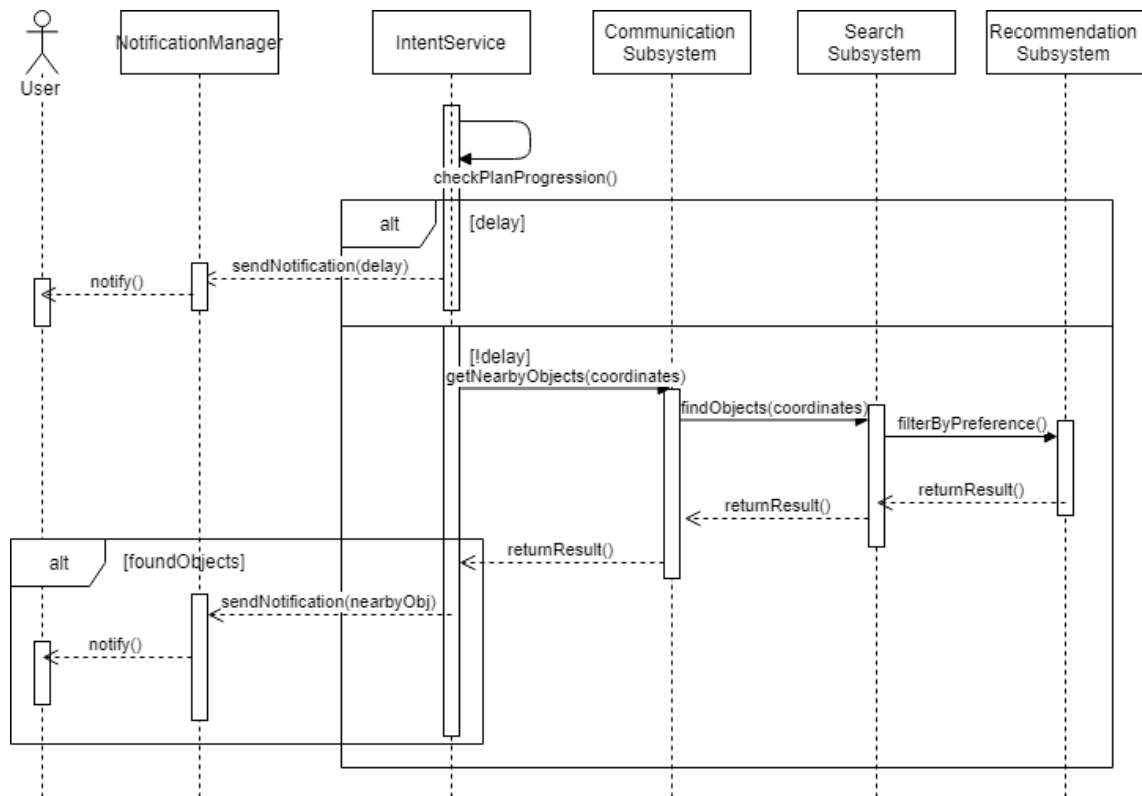 User
NotificationManager
IntentService
Communication
Subsystem
Search
Subsystem
Recommendation
Subsystem
checkPlanProgression()
alt
[delay]
sendNotification(delay)
notify()
[!delay]
getNearbyObjects(coordinates)
findObjects(coordinates)
filterByPreference()
returnResult()
returnResult()
returnResult()
alt
[foundObjects]
sendNotification(nearbyObj)
notify()